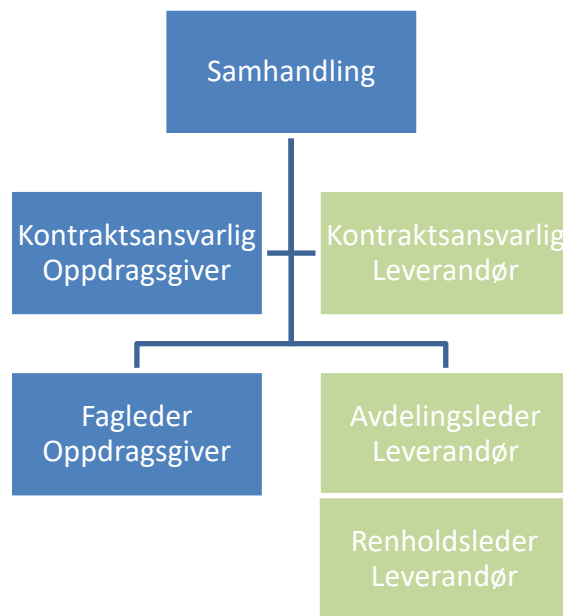 Samhandling
Kontraktsansvarlig
Oppdragsgiver
Kontraktsansvarlig
Leverandør
Fagleder
Oppdragsgiver
Avdelingsleder
Leverandør
Renholdsleder
Leverandør